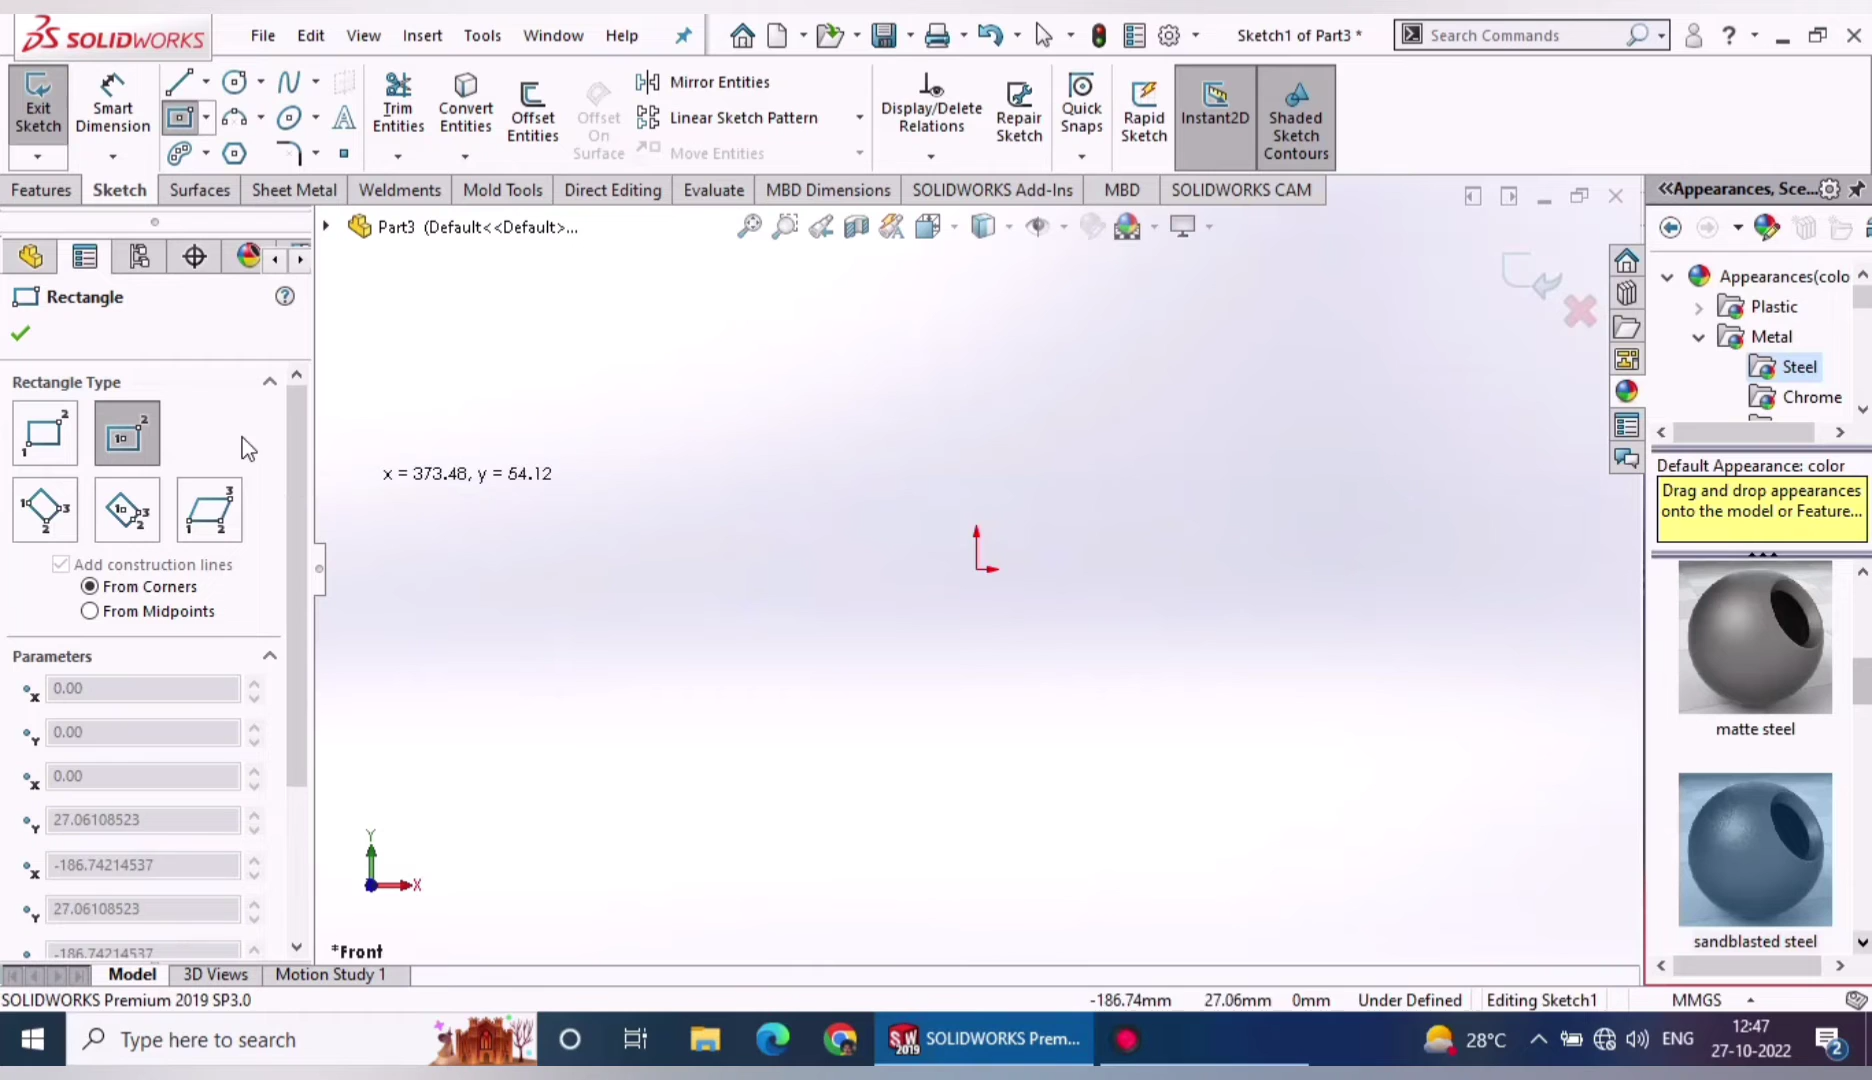 SOLIDWORKS
File Edit View Insert Tools Window Help
Sketch1 of Part3 *
Search Commands
?
Exit Sketch
Smart Dimension
Trim Entities
Convert Entities
Offset Entities
Offset On Surface
Mirror Entities
Linear Sketch Pattern
Move Entities
Display/Delete Relations
Repair Sketch
Quick Snaps
Rapid Sketch
Instant2D
Shaded Sketch Contours
Features Sketch Surfaces Sheet Metal Weldments Mold Tools Direct Editing Evaluate MBD Dimensions SOLIDWORKS Add-Ins MBD SOLIDWORKS CAM
Part3 (Default<<Default>...
Rectangle
?
Rectangle Type
Add construction lines
From Corners
From Midpoints
Parameters
x 0.00
Y 0.00
x 0.00
Y 27.06108523
x -186.74214537
Y 27.06108523
-186.74214537
x = 373.48, y = 54.12
Y
X
*Front
<<Appearances, Sce...
Appearances(colo
Plastic
Metal
Steel
Chrome
Default Appearance: color
Drag and drop appearances
onto the model or Feature...
matte steel
sandblasted steel
Model 3D Views Motion Study 1
SOLIDWORKS Premium 2019 SP3.0
-186.74mm 27.06mm 0mm Under Defined Editing Sketch1 MMGS
Type here to search
SW 2019
SOLIDWORKS Prem...
28°C
ENG
12:47
27-10-2022
2